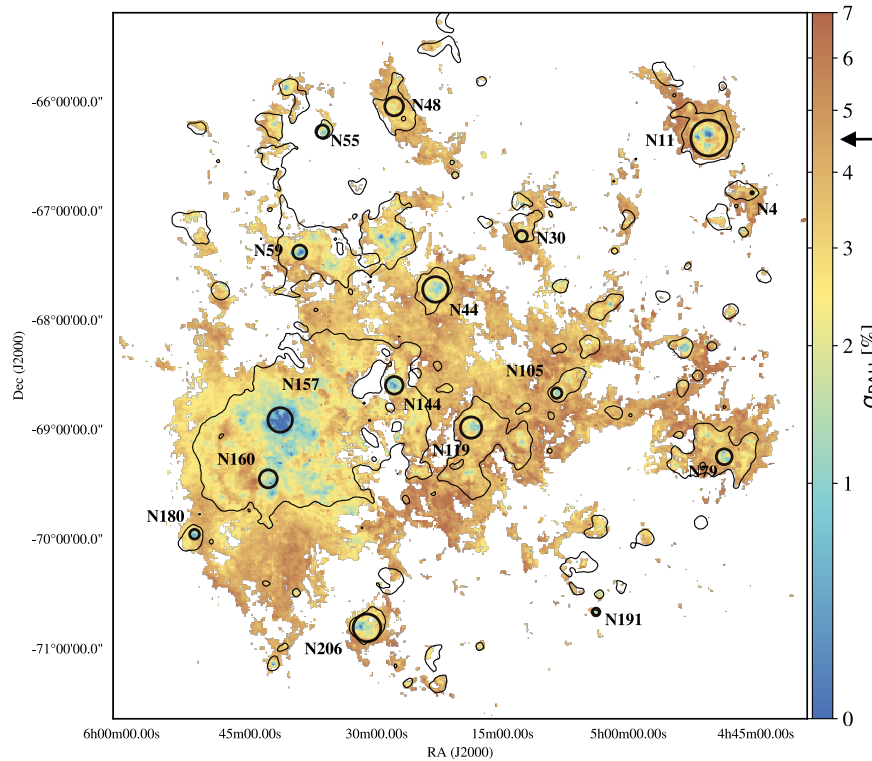 7
6
5
4
3
2
1
0
[%]
-66°00'00.0"
-67°00'00.0"
-68°00'00.0"
-69°00'00.0"
-70°00'00.0"
-71°00'00.0"
Dec (J2000)
N48
N55
N11
N4
N59
N30
N44
N157
N144
N105
N160
N119
N79
N180
N206
N191
6h00m00.00s
45m00.00s
30m00.00s
15m00.00s
5h00m00.00s
4h45m00.00s
RA (J2000)